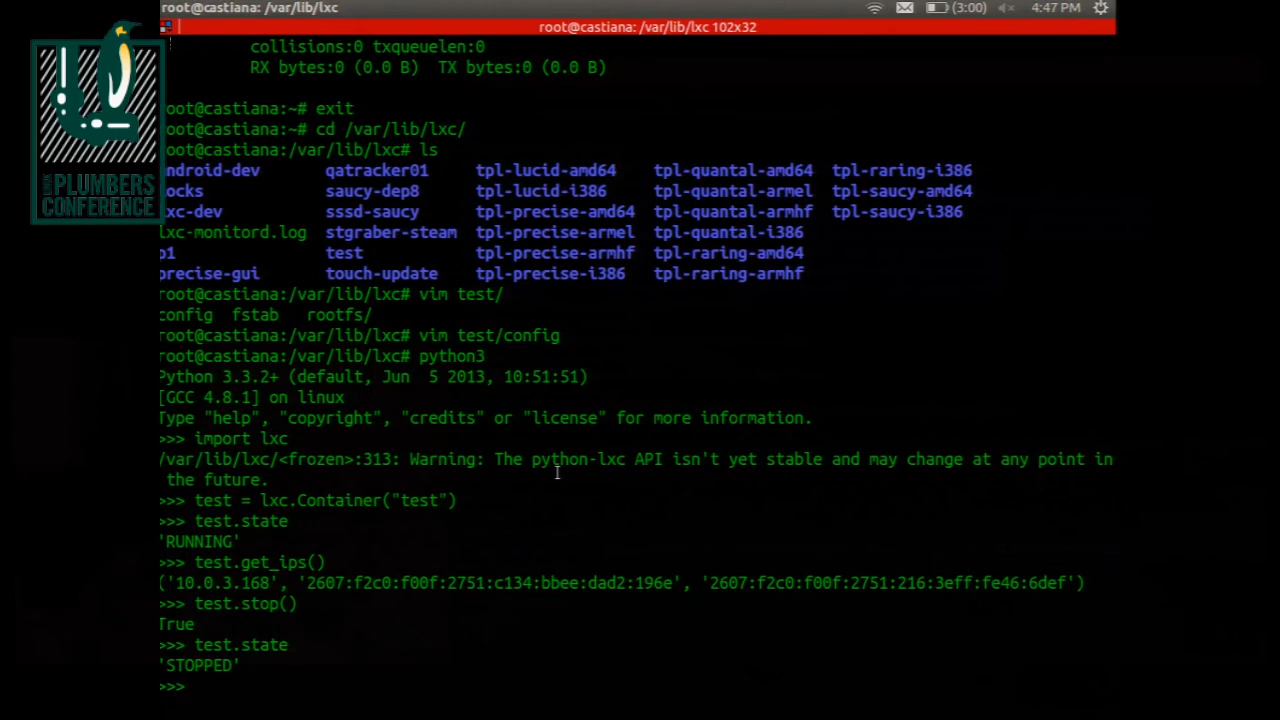 root@castiana: /var/lib/lxc
(3:00)
4:47 PM
root@castiana: /var/lib/lxc 102x32
collisions:0 txqueuelen:0
RX bytes:0 (0.0 B)  TX bytes:0 (0.0 B)
oot@castiana:~# exit
oot@castiana:~# cd /var/lib/lxc/
oot@castiana:/var/lib/lxc# ls
ndroid-dev qatracker01 tpl-lucid-amd64 tpl-quantal-amd64 tpl-raring-i386
ocks saucy-dep8 tpl-lucid-i386 tpl-quantal-armel tpl-saucy-amd64
xc-dev sssd-saucy tpl-precise-amd64 tpl-quantal-armhf tpl-saucy-i386
lxc-monitord.log stgraber-steam tpl-precise-armel tpl-quantal-i386
p1 test tpl-precise-armhf tpl-raring-amd64
precise-gui touch-update tpl-precise-i386 tpl-raring-armhf
root@castiana:/var/lib/lxc# vim test/
config fstab rootfs/
root@castiana:/var/lib/lxc# vim test/config
root@castiana:/var/lib/lxc# python3
Python 3.3.2+ (default, Jun  5 2013, 10:51:51)
[GCC 4.8.1] on linux
Type "help", "copyright", "credits" or "license" for more information.
>>> import lxc
/var/lib/lxc/<frozen>:313: Warning: The python-lxc API isn't yet stable and may change at any point in
the future.
>>> test = lxc.Container("test")
>>> test.state
'RUNNING'
>>> test.get_ips()
('10.0.3.168', '2607:f2c0:f00f:2751:c134:bbee:dad2:196e', '2607:f2c0:f00f:2751:216:3eff:fe46:6def')
>>> test.stop()
True
>>> test.state
'STOPPED'
>>>
LINUX
PLUMBERS
CONFERENCE